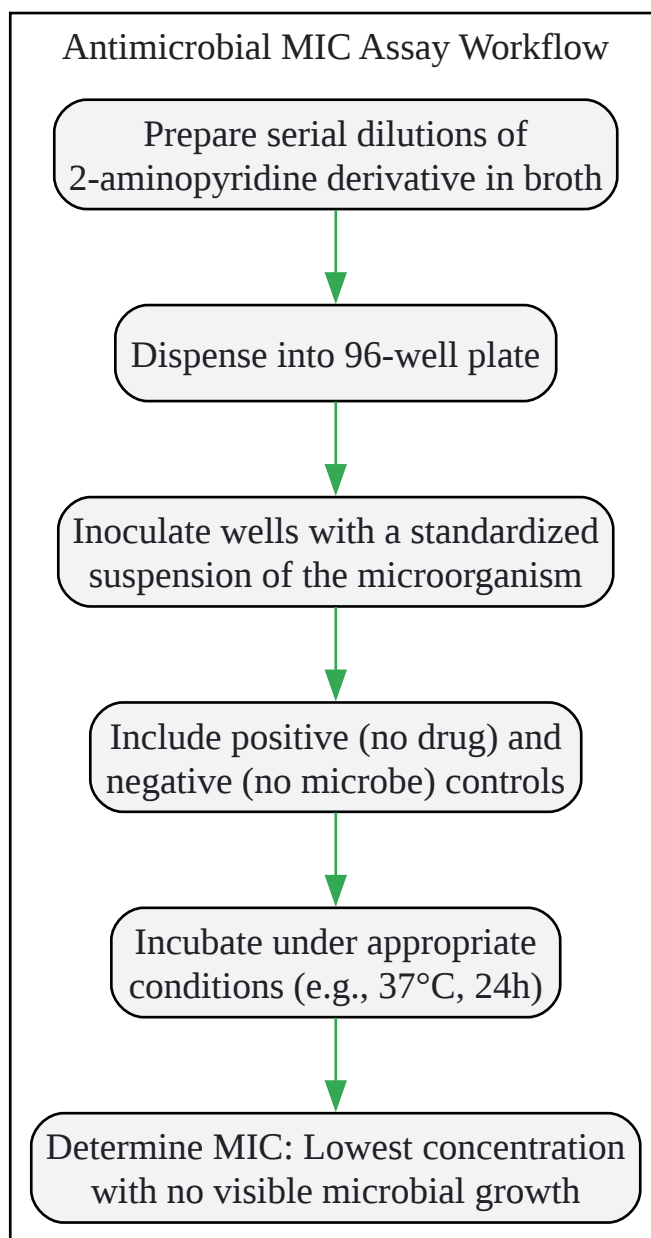 Antimicrobial MIC Assay Workflow
Prepare serial dilutions of
2-aminopyridine derivative in broth
Dispense into 96-well plate
Inoculate wells with a standardized
suspension of the microorganism
Include positive (no drug) and
negative (no microbe) controls
Incubate under appropriate
conditions (e.g., 37°C, 24h)
Determine MIC: Lowest concentration
with no visible microbial growth